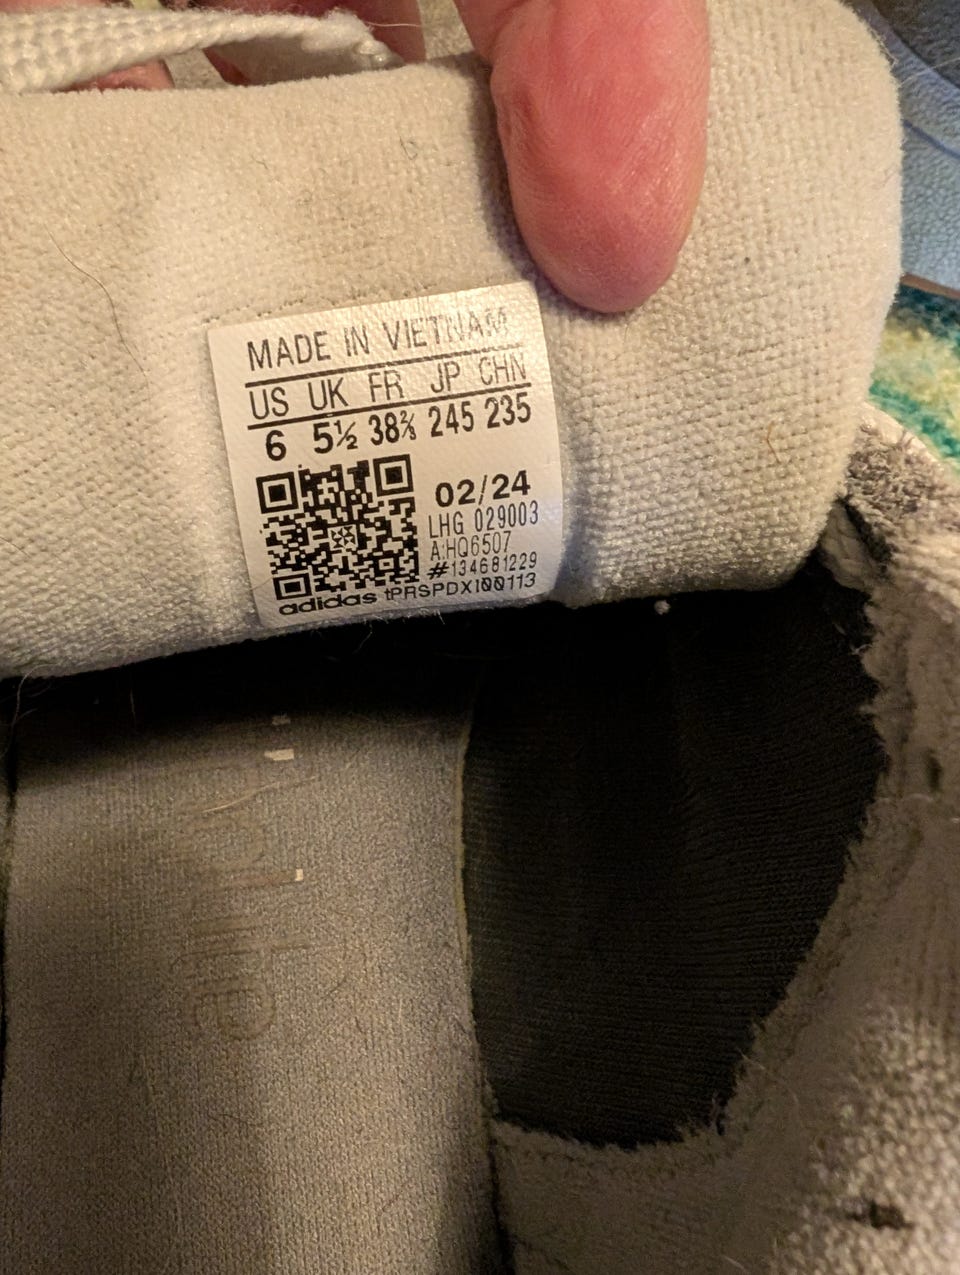 MADE IN VIETNAM
US UK FR JP CHN
6 5½ 38⅔ 245 235
02/24
LHG 029003
A:HQ6507
#134681229
adidas tPRSPDXI00113